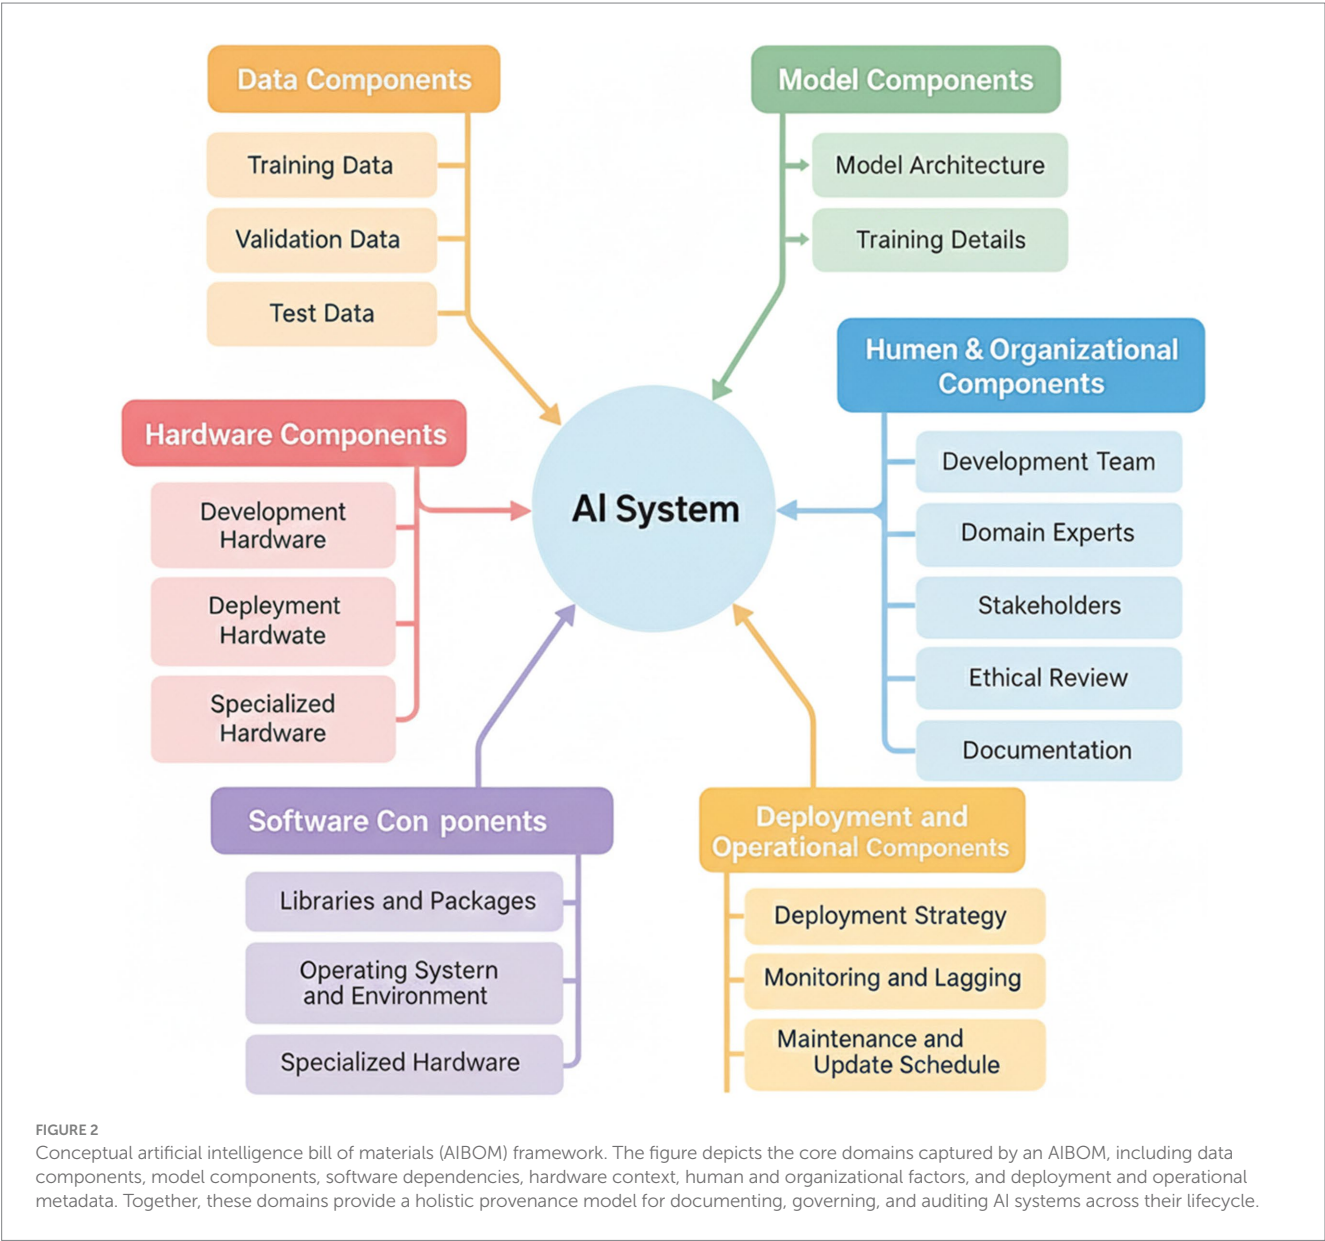 Data Components
Training Data
Validation Data
Test Data
Model Components
Model Architecture
Training Details
Humen & Organizational
Components
Development Team
Domain Experts
Stakeholders
Ethical Review
Documentation
Hardware Components
Development
Hardware
Depleyment
Hardwate
Specialized
Hardware
AI System
Software Con ponents
Libraries and Packages
Operating Systern
and Environment
Specialized Hardware
Deployment and
Operational Components
Deployment Strategy
Monitoring and Lagging
Maintenance and
Update Schedule
FIGURE 2
Conceptual artificial intelligence bill of materials (AIBOM) framework. The figure depicts the core domains captured by an AIBOM, including data
components, model components, software dependencies, hardware context, human and organizational factors, and deployment and operational
metadata. Together, these domains provide a holistic provenance model for documenting, governing, and auditing AI systems across their lifecycle.